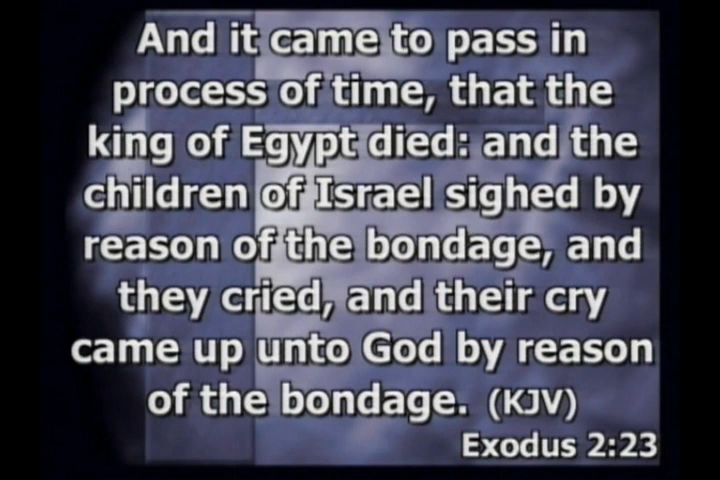 And it came to pass in
process of time, that the
king of Egypt died: and the
children of Israel sighed by
reason of the bondage, and
they cried, and their cry
came up unto God by reason
of the bondage. (KJV)
Exodus 2:23